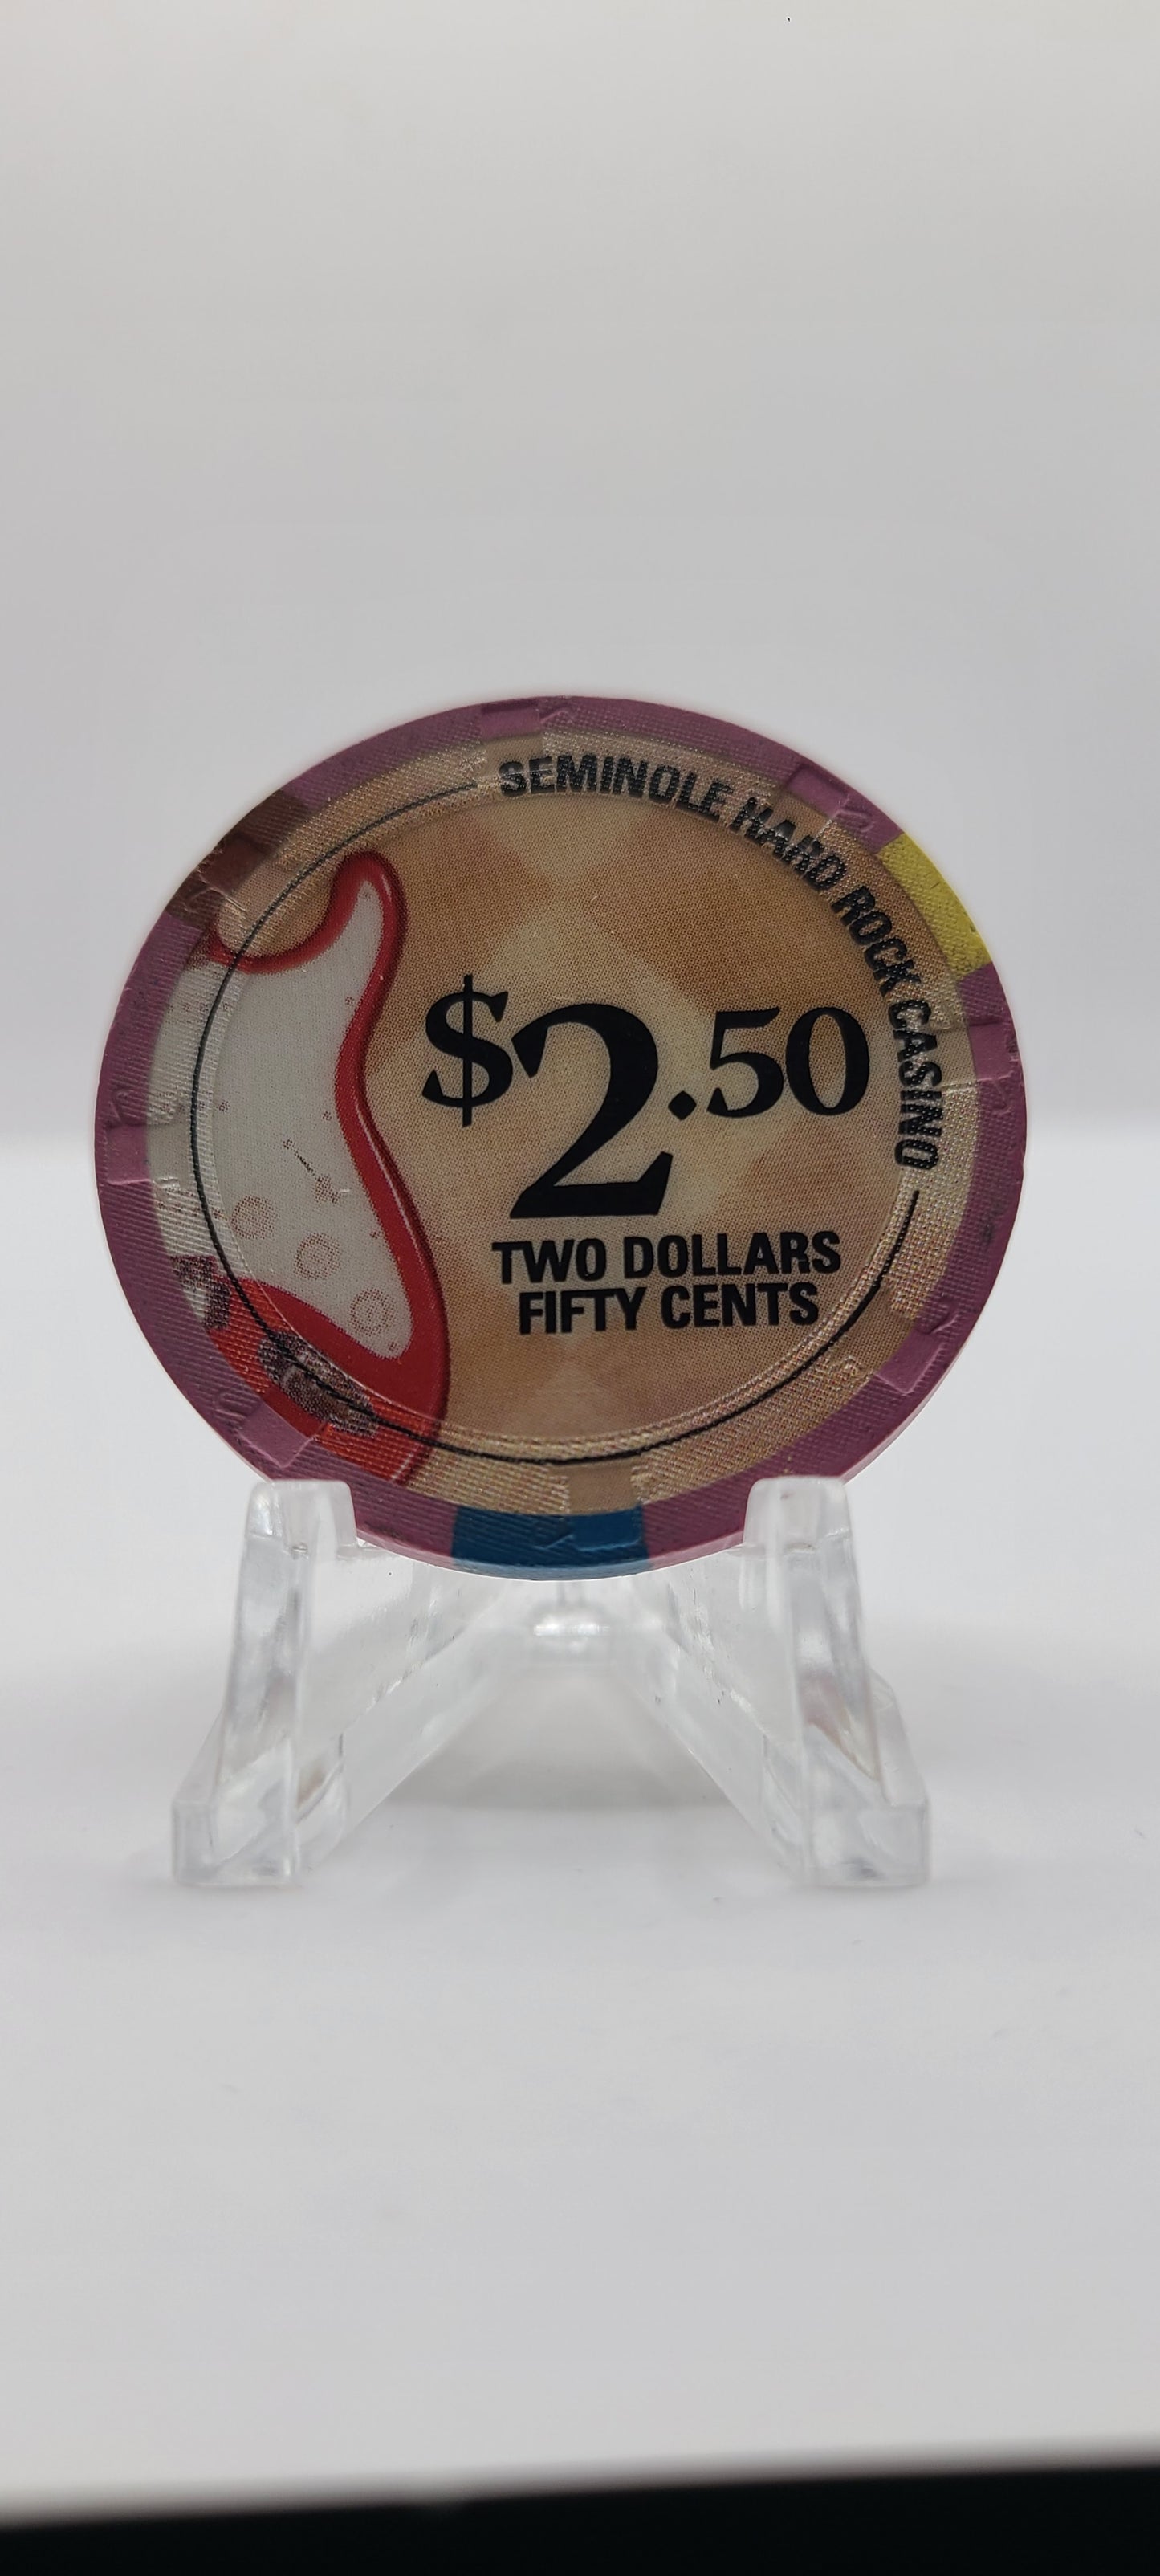 SEMINOLE HARD ROCK CASINO
$2.50
TWO DOLLARS
FIFTY CENTS